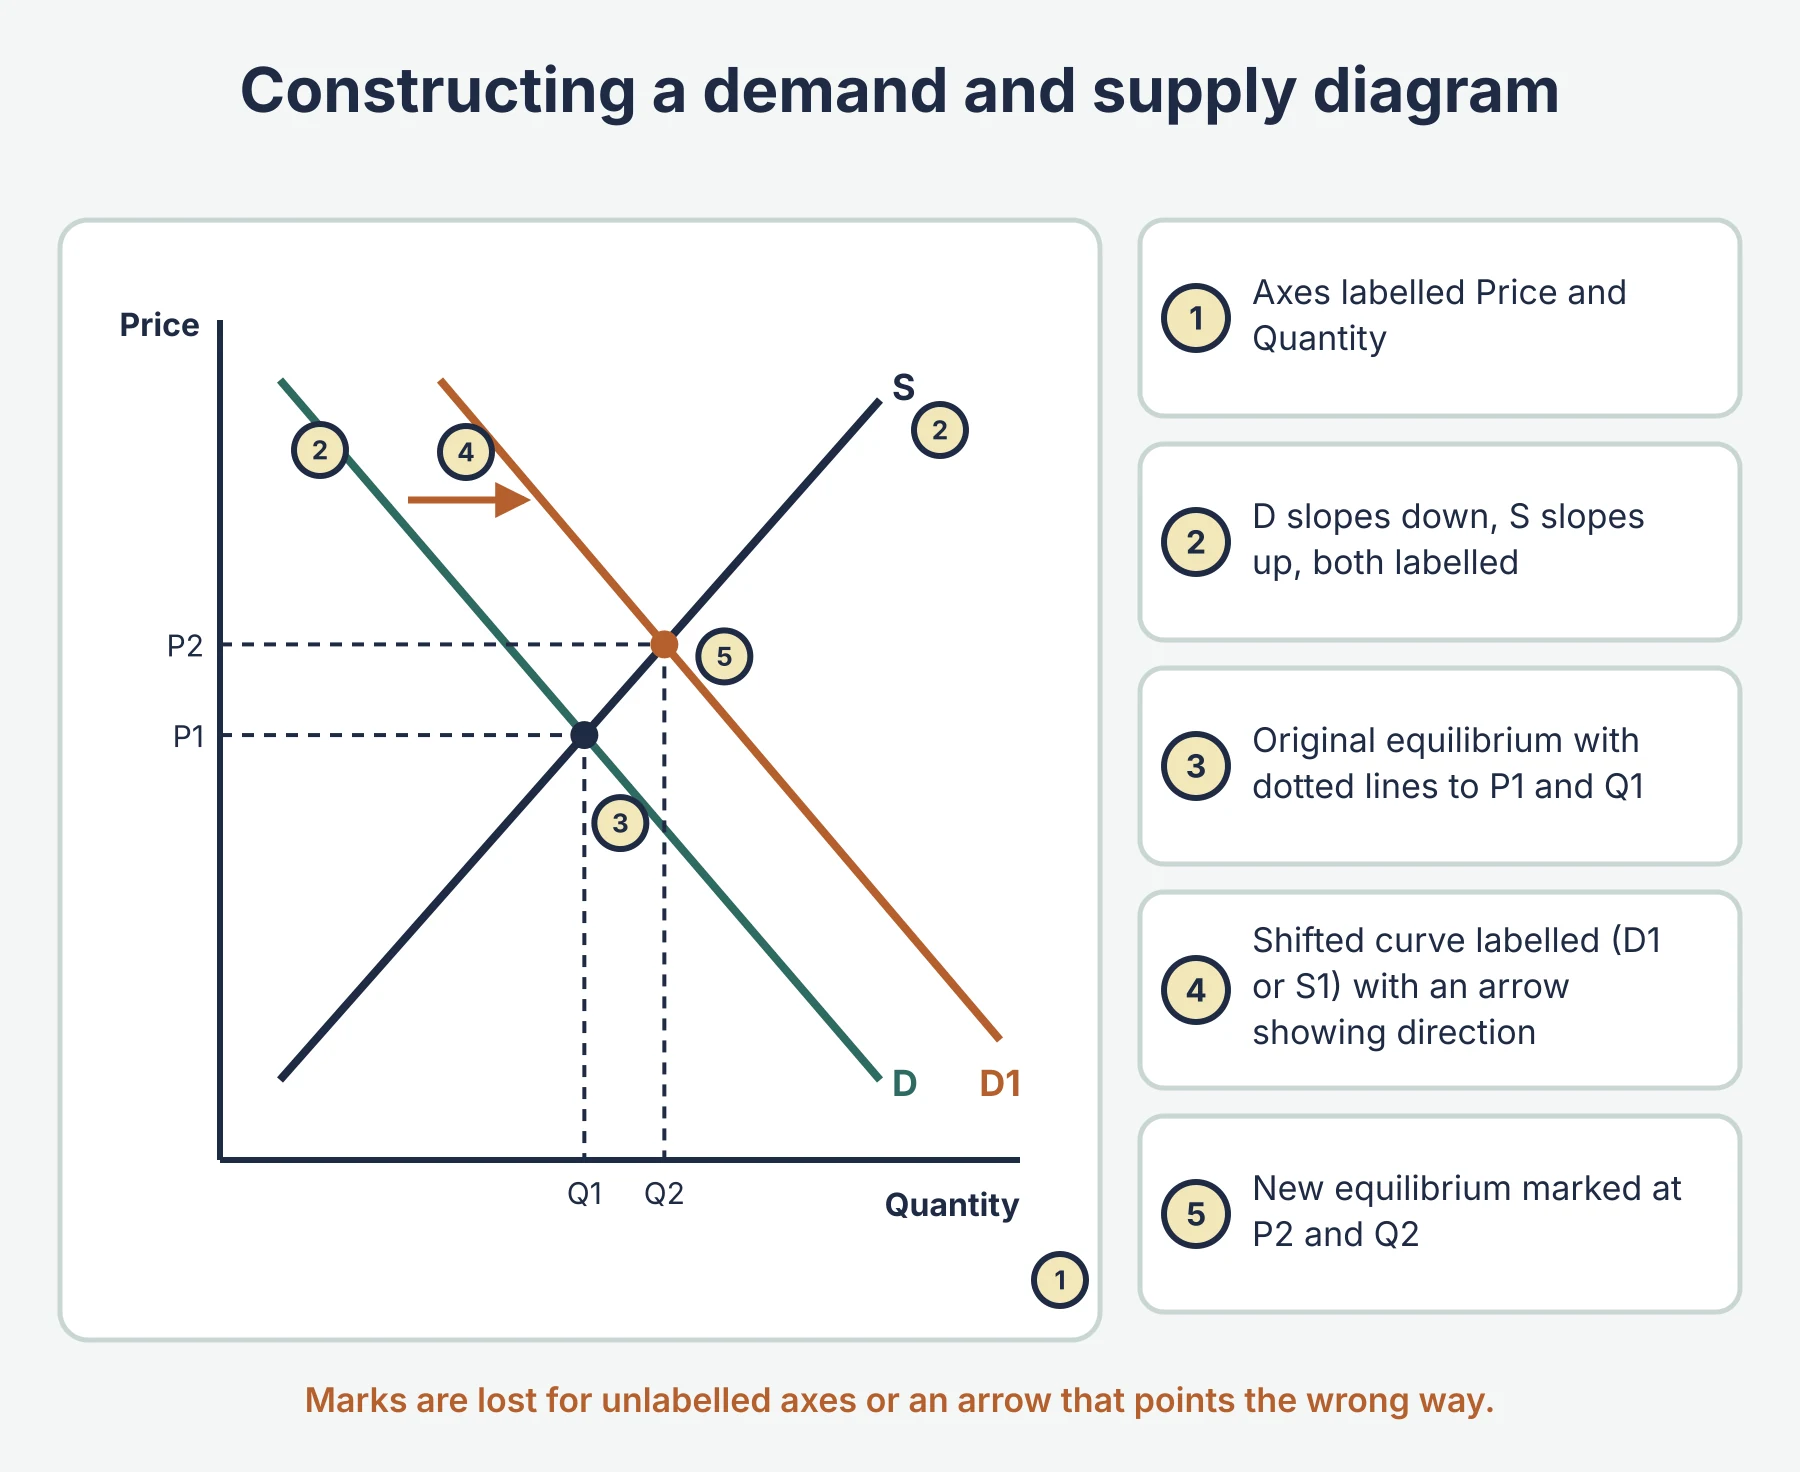 Constructing a demand and supply diagram
Price
S
2
2
4
P2
5
P1
3
D
D1
Q1
Q2
Quantity
1
1
Axes labelled Price and
Quantity
2
D slopes down, S slopes
up, both labelled
3
Original equilibrium with
dotted lines to P1 and Q1
4
Shifted curve labelled (D1
or S1) with an arrow
showing direction
5
New equilibrium marked at
P2 and Q2
Marks are lost for unlabelled axes or an arrow that points the wrong way.